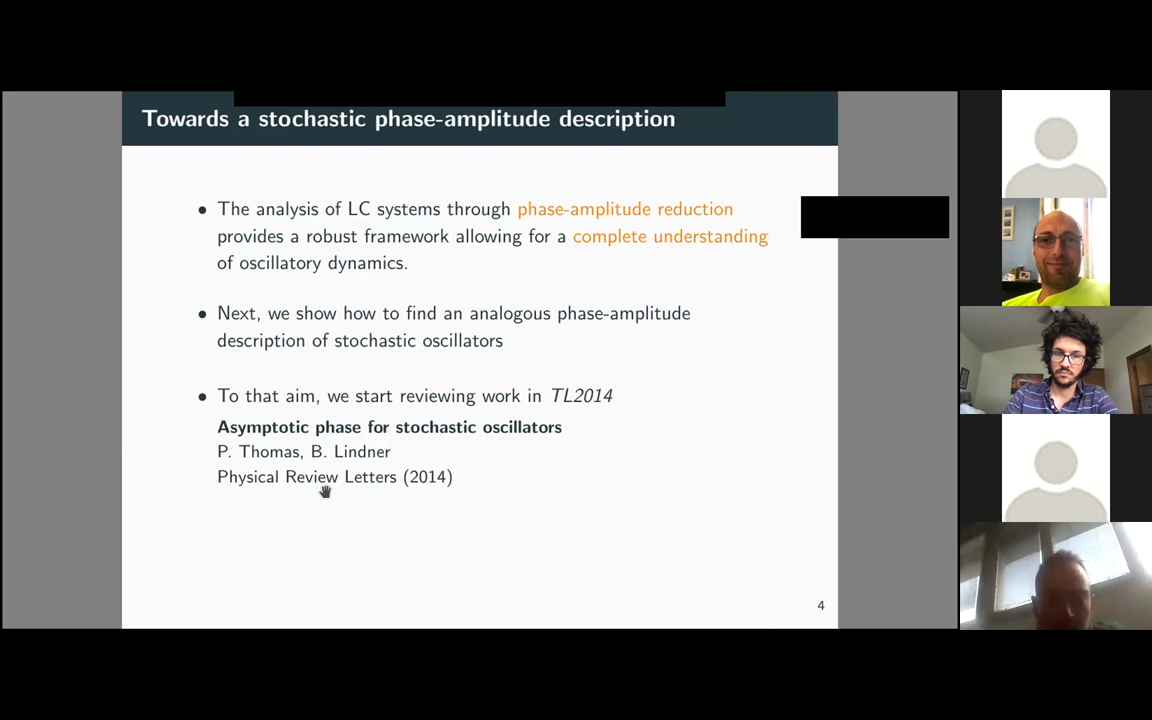 Towards a stochastic phase-amplitude description
• The analysis of LC systems through phase-amplitude reduction
provides a robust framework allowing for a complete understanding
of oscillatory dynamics.
• Next, we show how to find an analogous phase-amplitude
description of stochastic oscillators
• To that aim, we start reviewing work in TL2014
Asymptotic phase for stochastic oscillators
P. Thomas, B. Lindner
Physical Review Letters (2014)
4